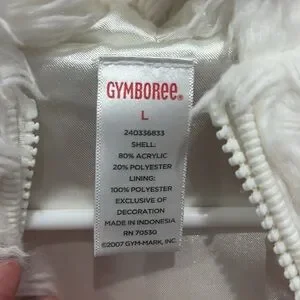 GYMBOREE®
L
240336833
SHELL:
80% ACRYLIC
20% POLYESTER
LINING:
100% POLYESTER
EXCLUSIVE OF
DECORATION
MADE IN INDONESIA
RN 70530
©2007 GYM-MARK, INC.